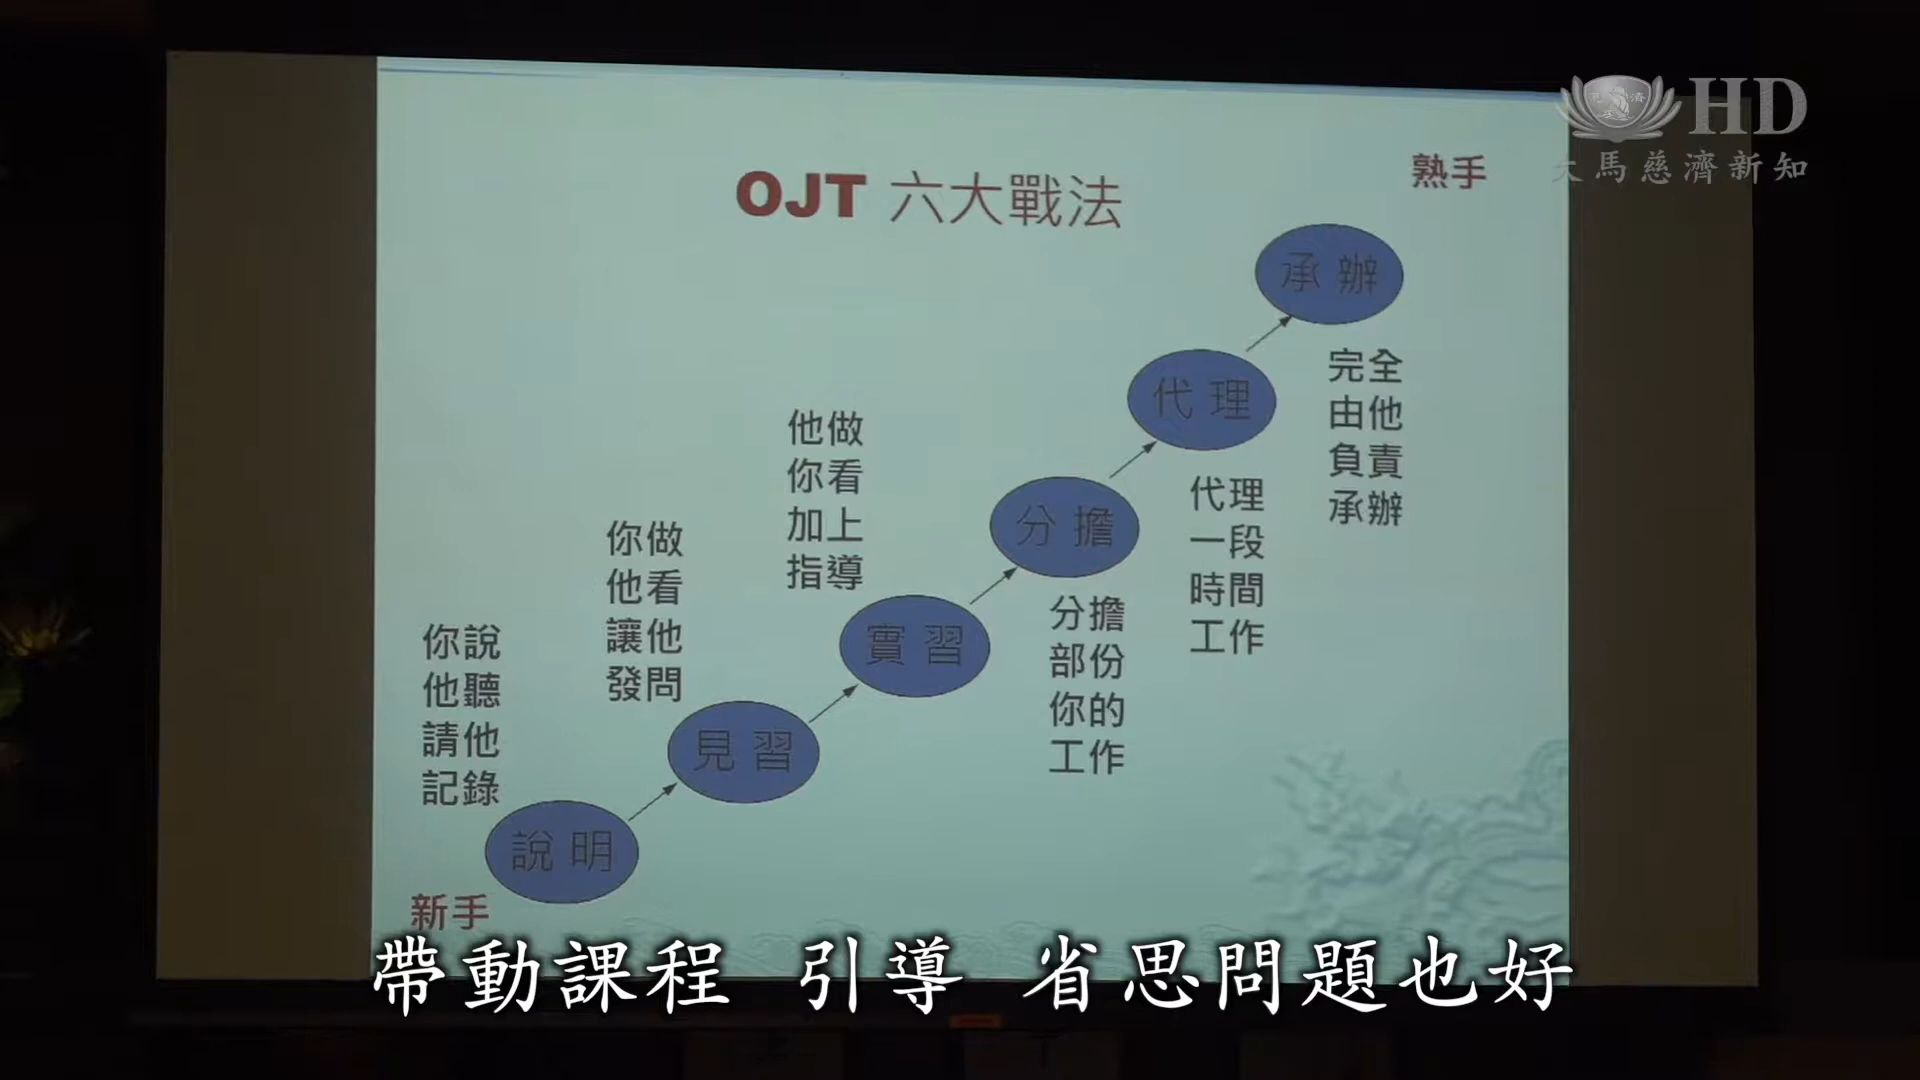 HD
大馬慈濟新知
OJT 六大戰法
熟手
承辦
完全
由他
負責
承辦
代理
代理
一段
時間
工作
分擔
分擔
部份
你的
工作
實習
他做
你看
加上
指導
見習
你做
他看
讓他
發問
說明
你說
他聽
請他
記錄
新手
帶動課程 引導 省思問題也好